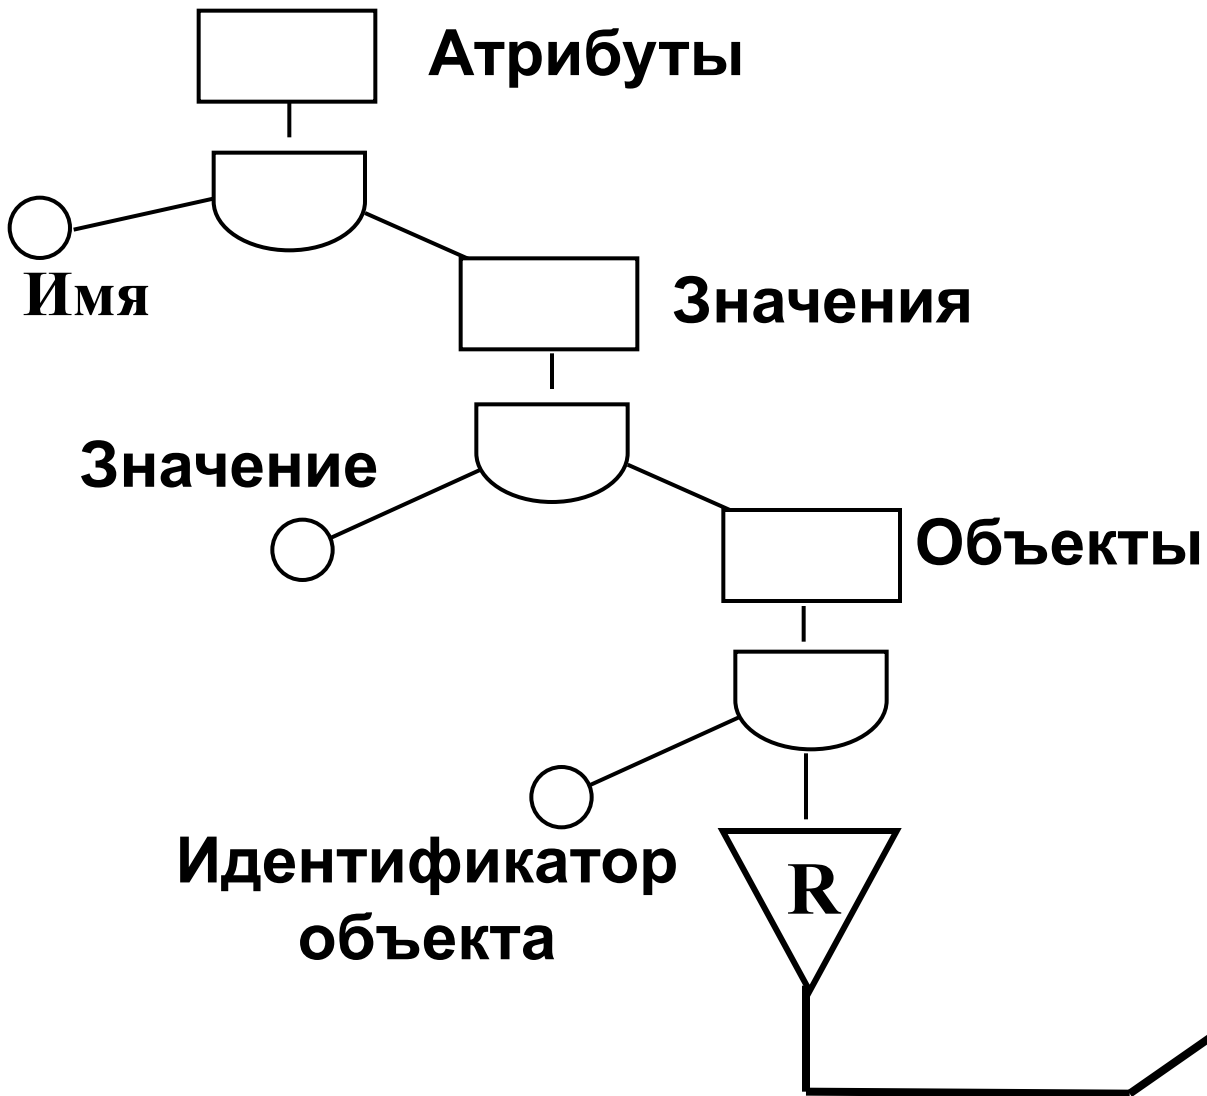 Атрибуты
Имя
Значения
Значение
Объекты
Идентификатор
объекта
R